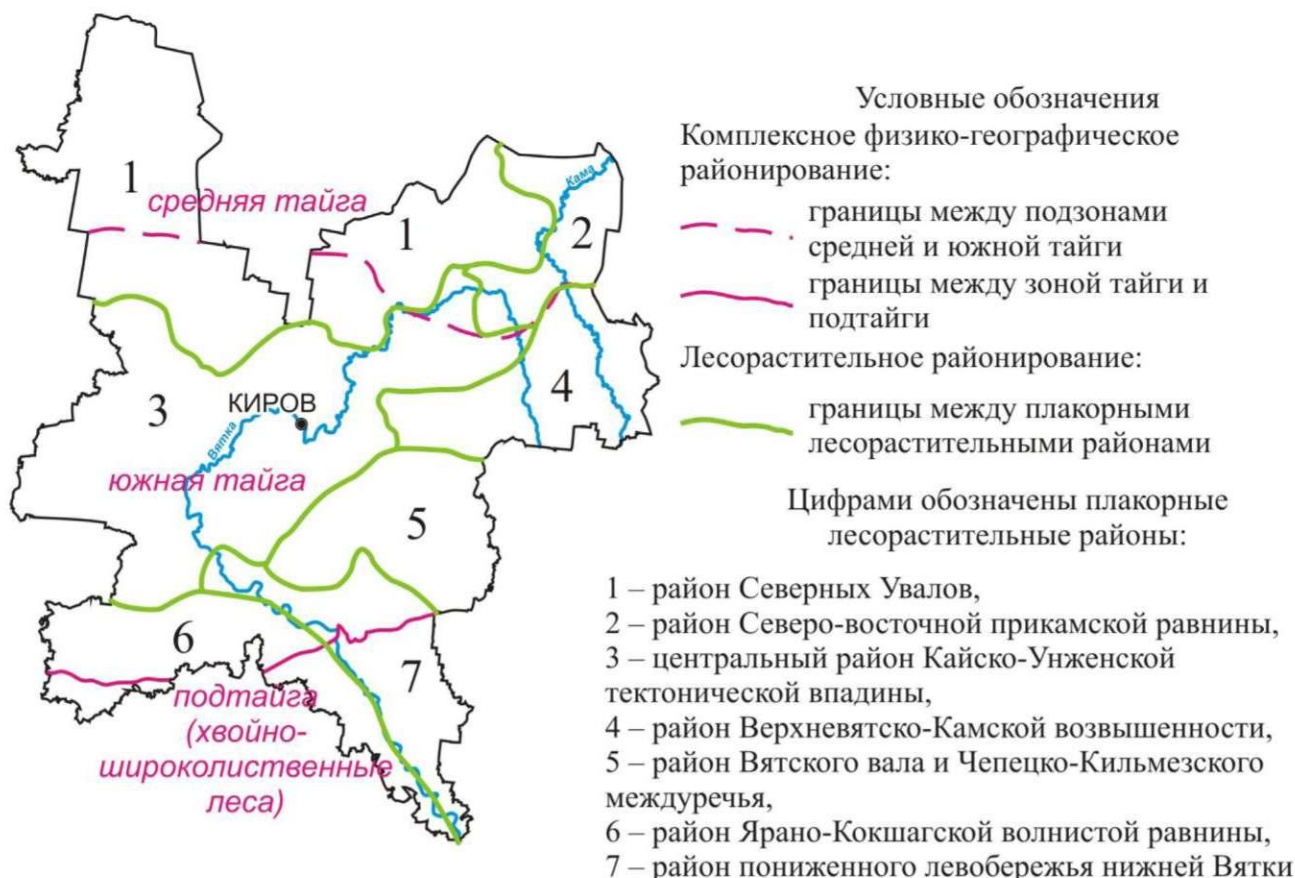 1
средняя тайга
1
Кама
2
3
КИРОВ
Вятка
4
южная тайга
5
6
7
подтайга
(хвойно-
широколиственные
леса)
Условные обозначения
Комплексное физико-географическое
районирование:
границы между подзонами
средней и южной тайги
границы между зоной тайги и
подтайги
Лесорастительное районирование:
границы между плакорными
лесорастительными районами
Цифрами обозначены плакорные
лесорастительные районы:
1 – район Северных Увалов,
2 – район Северо-восточной прикамской равнины,
3 – центральный район Кайско-Унженской
тектонической впадины,
4 – район Верхневятско-Камской возвышенности,
5 – район Вятского вала и Чепецко-Кильмезского
междуречья,
6 – район Ярано-Кокшагской волнистой равнины,
7 – район пониженного левобережья нижней Вятки